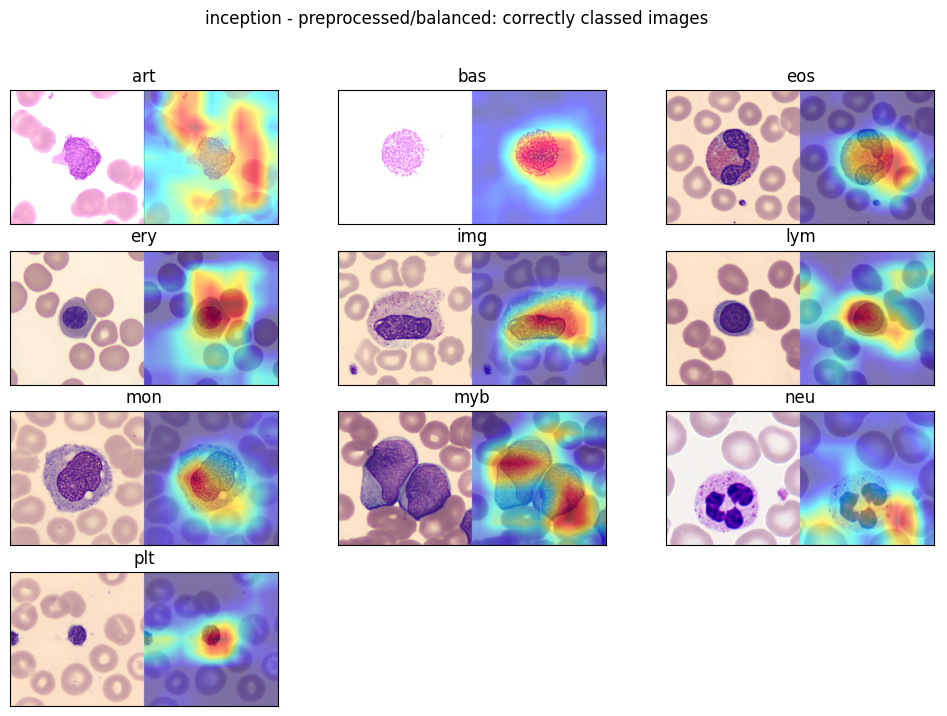 inception - preprocessed/balanced: correctly classed images
art
bas
eos
ery
img
lym
mon
myb
neu
plt